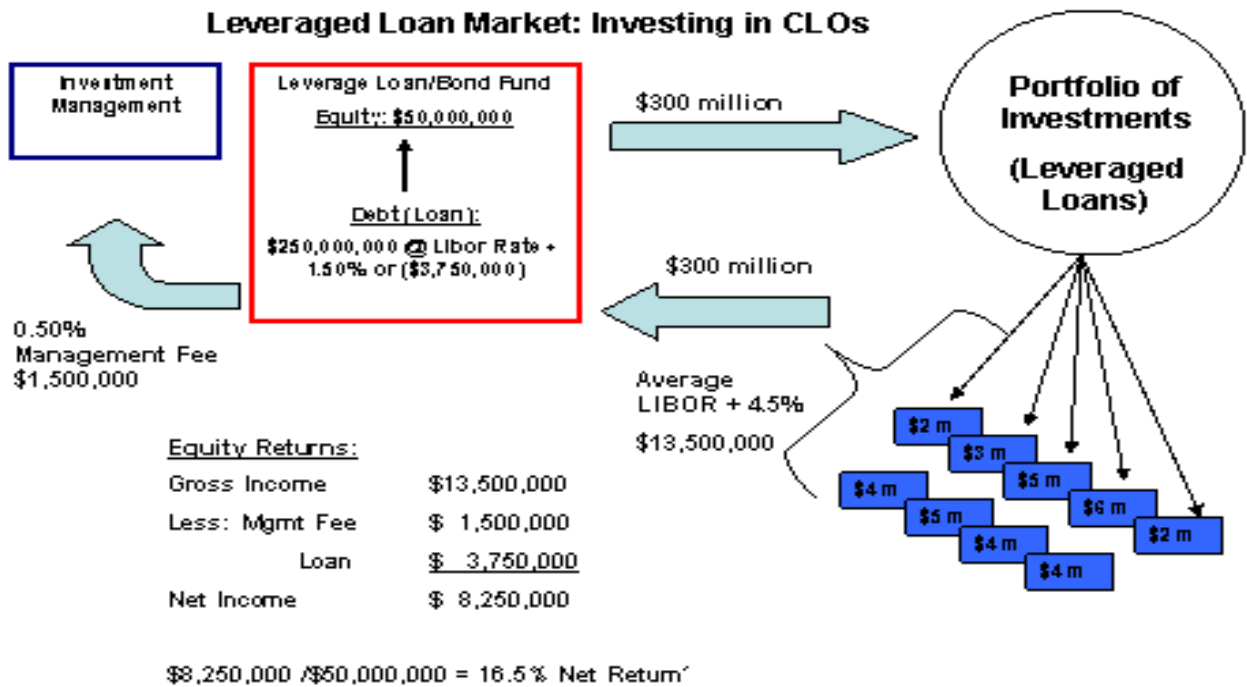 Leveraged Loan Market: Investing in CLOs
Investment
Management
Leverage Loan/Bond Fund
Equity: $50,000,000
Debt (Loan):
$250,000,000 @ Libor Rate +
1.50% or ($3,750,000)
$300 million
Portfolio of
Investments
(Leveraged
Loans)
$300 million
0.50%
Management Fee
$1,500,000
Average
LIBOR + 4.5%
$13,500,000
$2 m
$3 m
$5 m
$6 m
$2 m
$4 m
$5 m
$4 m
$4 m
Equity Returns:
Gross Income $13,500,000
Less: Mgmt Fee $ 1,500,000
Loan $ 3,750,000
Net Income $ 8,250,000
$8,250,000 /$50,000,000 = 16.5% Net Return